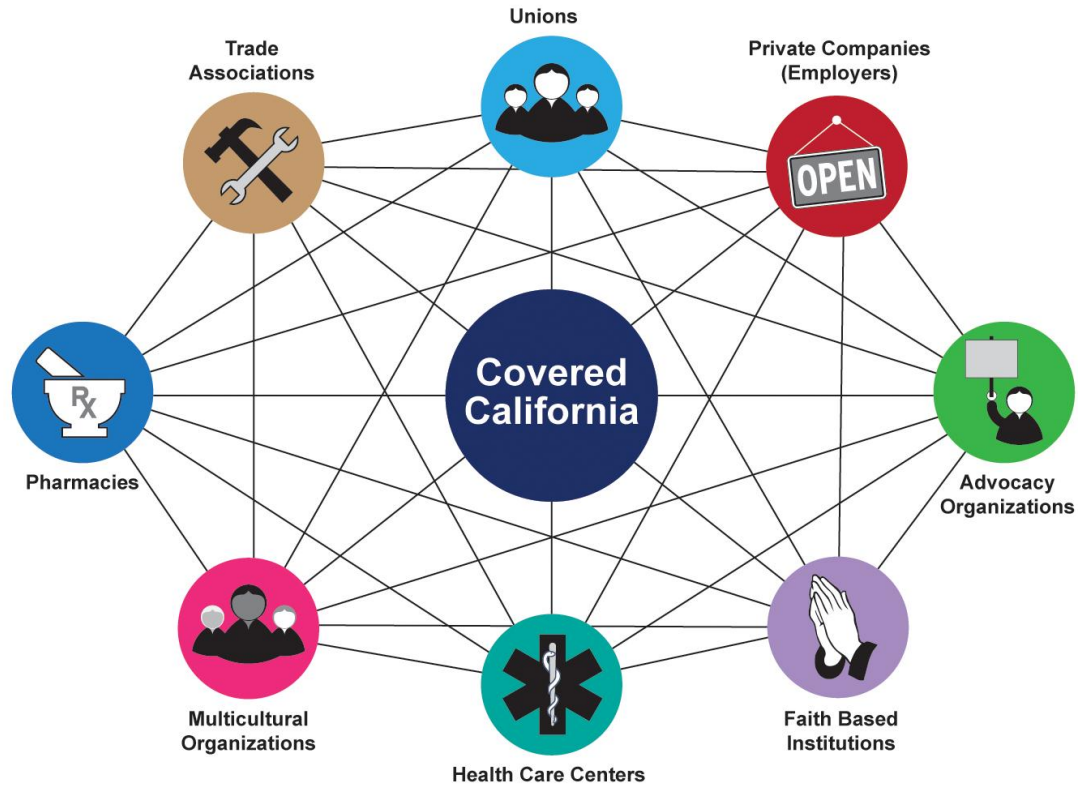 Unions
Trade
Associations
Private Companies
(Employers)
OPEN
Covered
California
RX
Pharmacies
Advocacy
Organizations
Multicultural
Organizations
Faith Based
Institutions
Health Care Centers